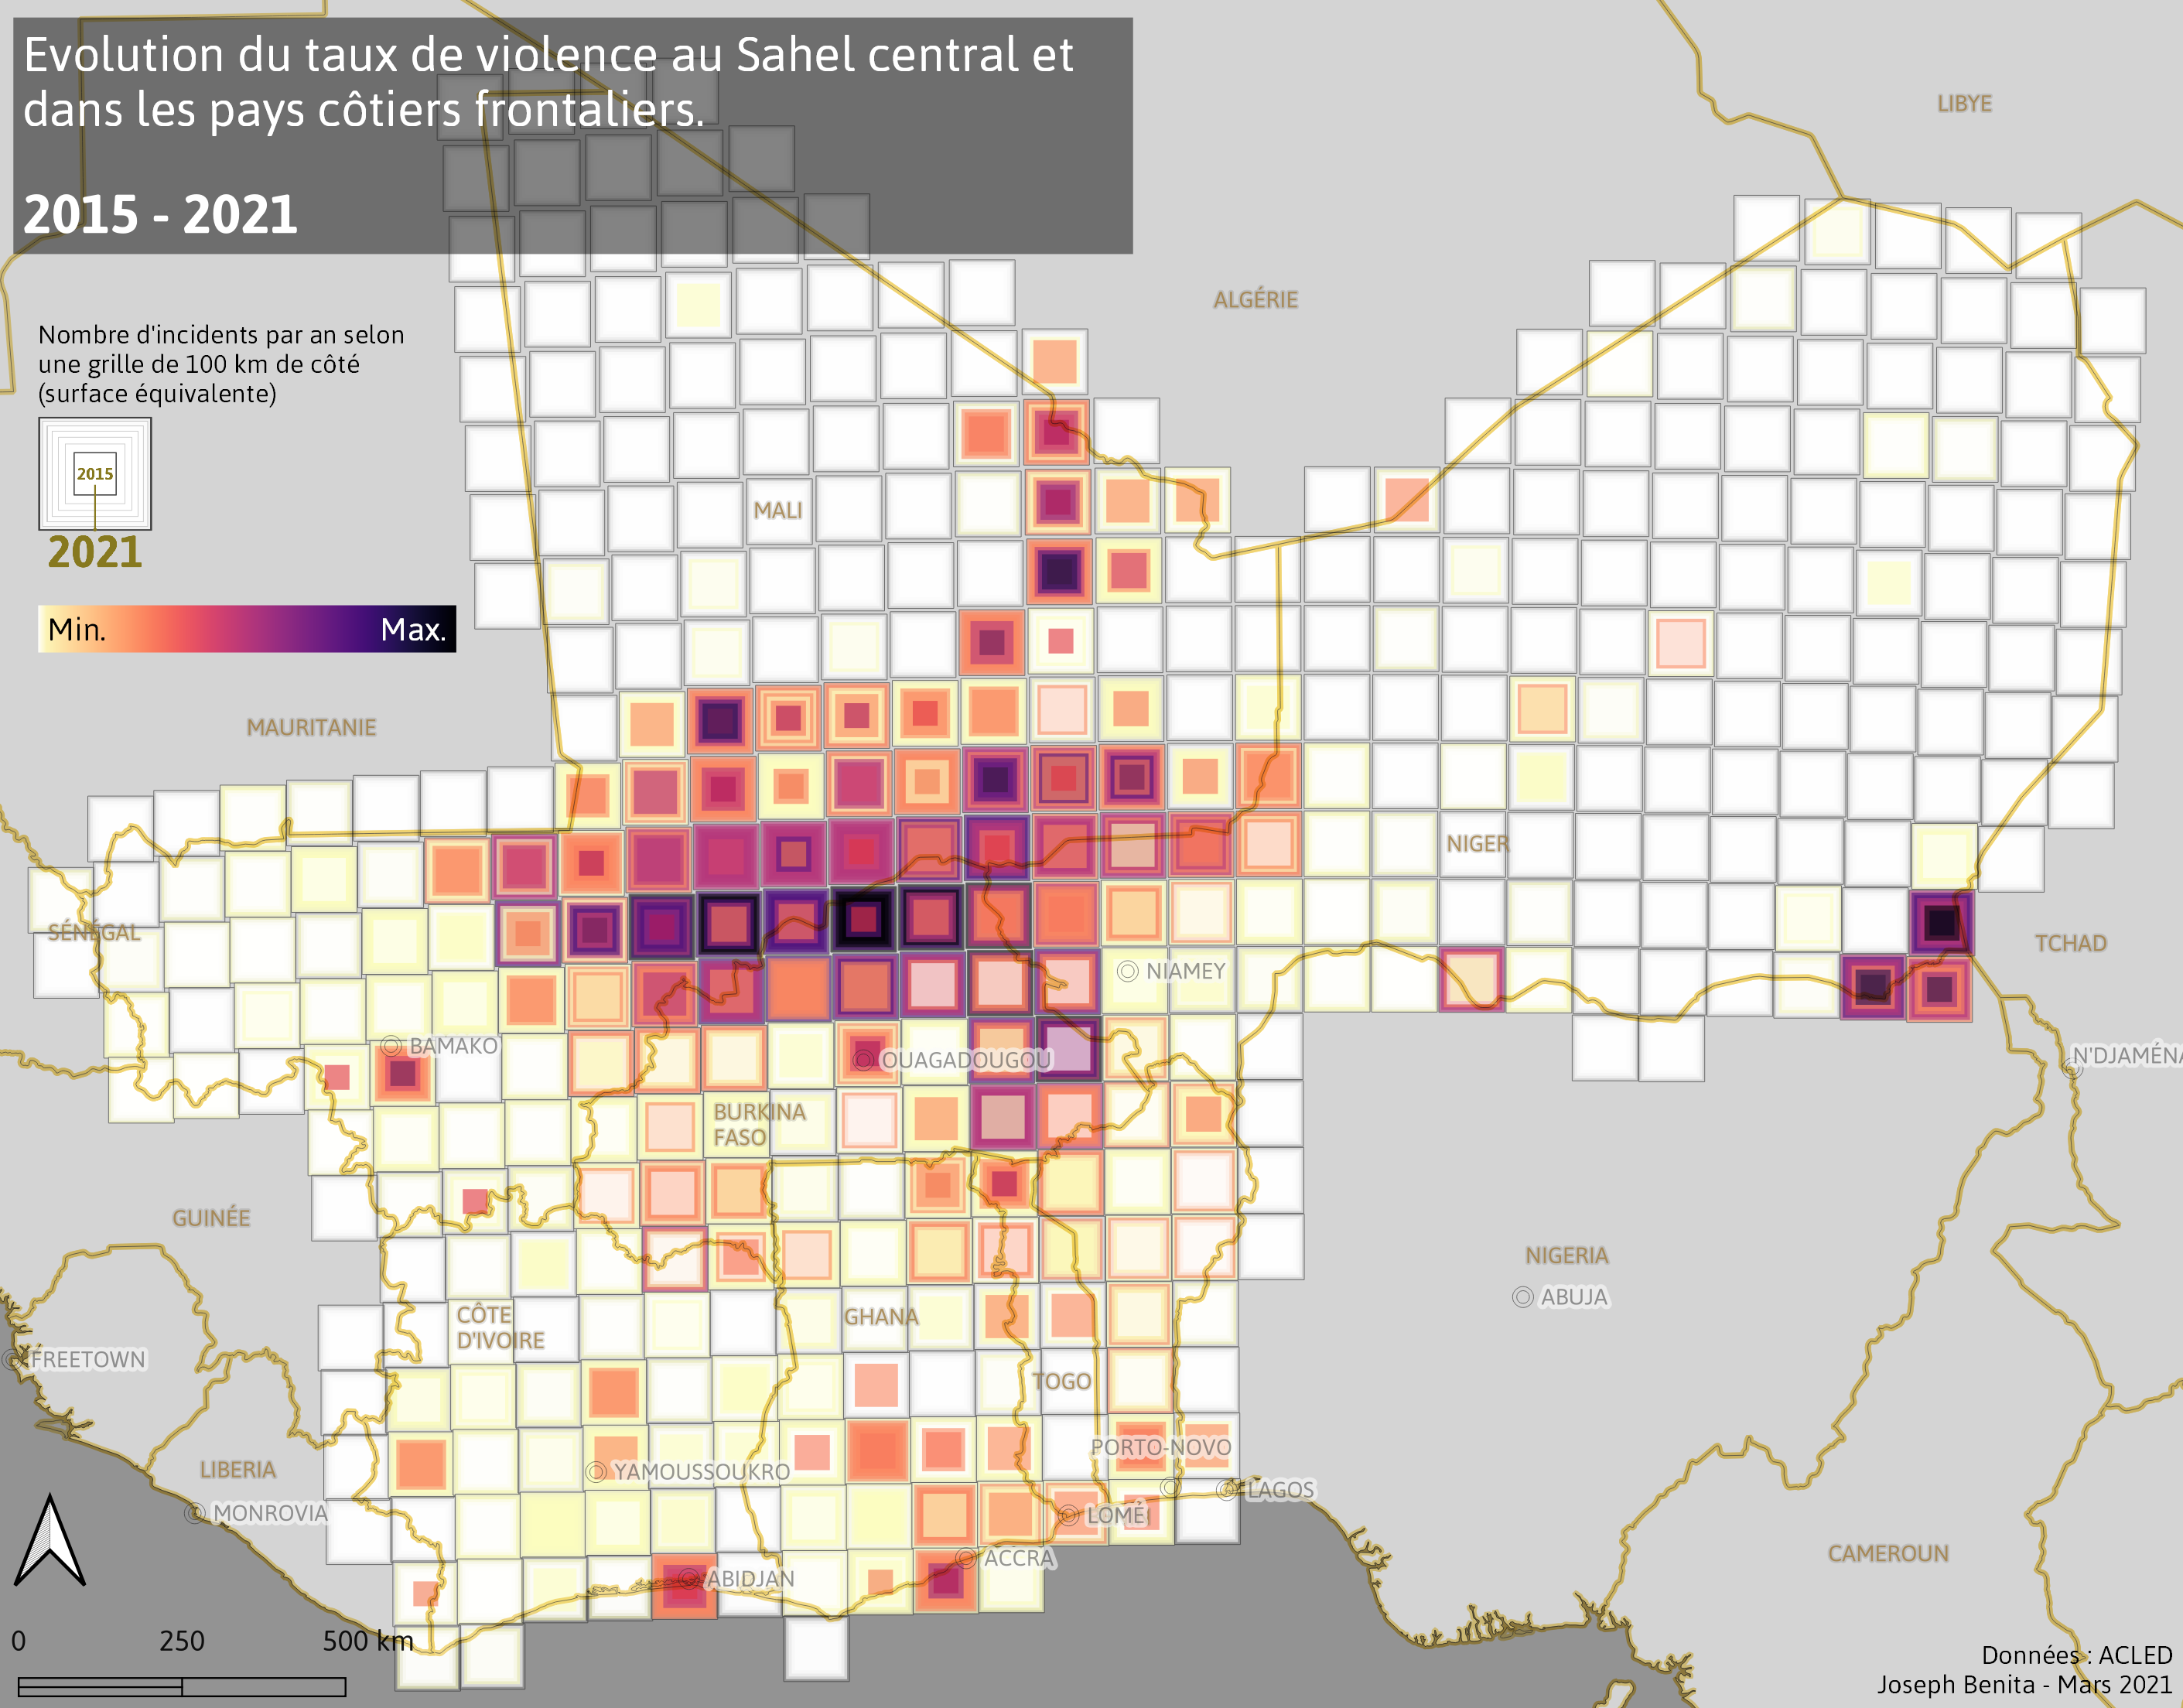 Evolution du taux de violence au Sahel central et
dans les pays côtiers frontaliers.
2015 - 2021
Nombre d'incidents par an selon
une grille de 100 km de côté
(surface équivalente)
2015
2021
Min.
Max.
LIBYE
ALGÉRIE
MALI
MAURITANIE
NIGER
SÉNÉGAL
TCHAD
NIAMEY
BAMAKO
OUAGADOUGOU
N'DJAMÉNA
BURKINA
FASO
GUINÉE
NIGERIA
ABUJA
CÔTE
D'IVOIRE
GHANA
FREETOWN
TOGO
PORTO-NOVO
LIBERIA
YAMOUSSOUKRO
LAGOS
MONROVIA
LOMÉ
ACCRA
CAMEROUN
ABIDJAN
0
250
500 km
Données : ACLED
Joseph Benita - Mars 2021